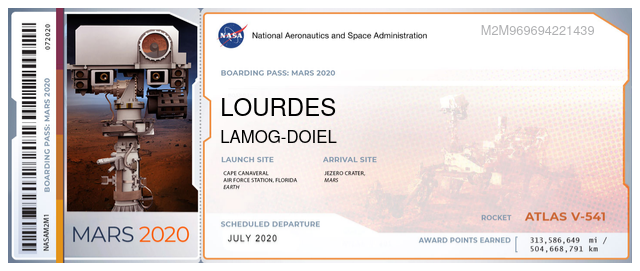 072020
BOARDING PASS: MARS 2020
NASAM2M1
MARS 2020
NASA
National Aeronautics and Space Administration
M2M969694221439
BOARDING PASS: MARS 2020
LOURDES
LAMOG-DOIEL
LAUNCH SITE
CAPE CANAVERAL
AIR FORCE STATION, FLORIDA
EARTH
ARRIVAL SITE
JEZERO CRATER,
MARS
ROCKET ATLAS V-541
SCHEDULED DEPARTURE
JULY 2020
AWARD POINTS EARNED
313,586,649 mi /
504,668,791 km